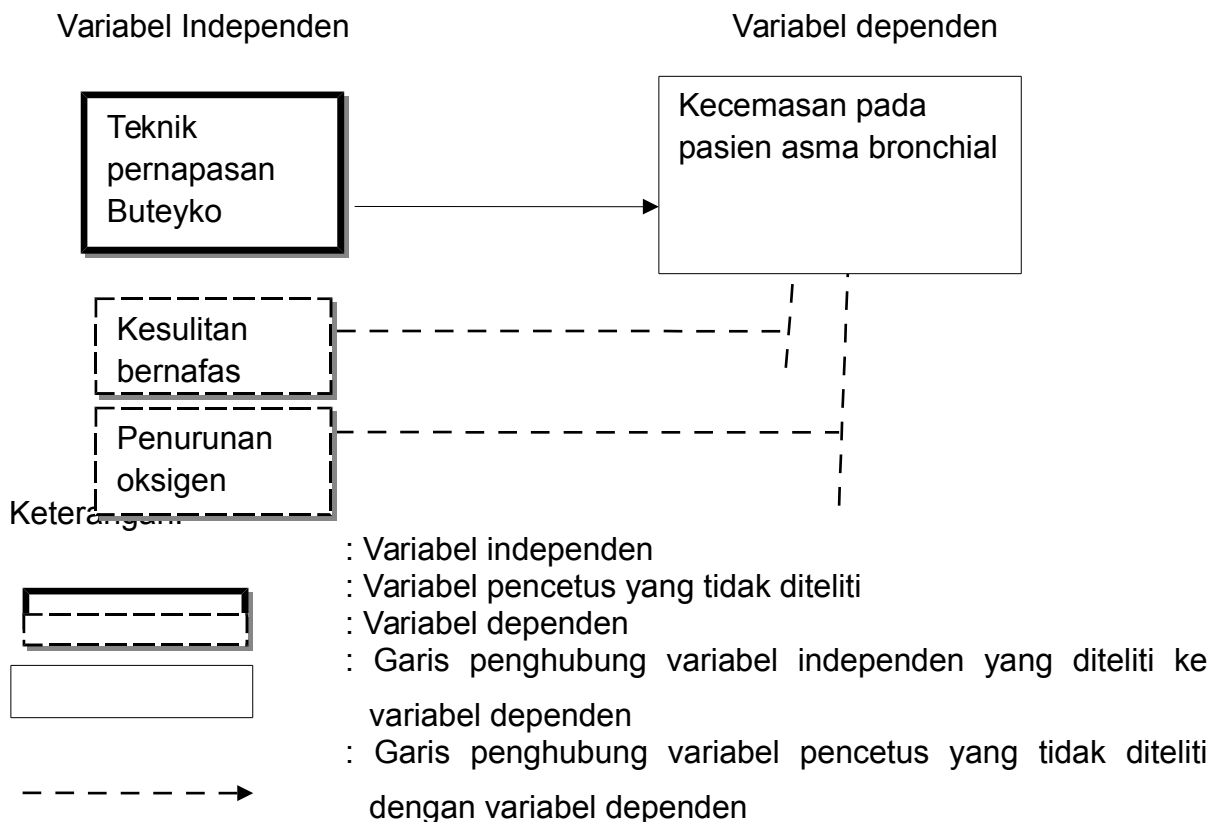 Variabel Independen
Variabel dependen
Teknik
pernapasan
Buteyko
Kecemasan pada
pasien asma bronchial
Kesulitan
bernafas
Penurunan
oksigen
Keterangan:
: Variabel independen
: Variabel pencetus yang tidak diteliti
: Variabel dependen
: Garis penghubung variabel independen yang diteliti ke
variabel dependen
: Garis penghubung variabel pencetus yang tidak diteliti
dengan variabel dependen